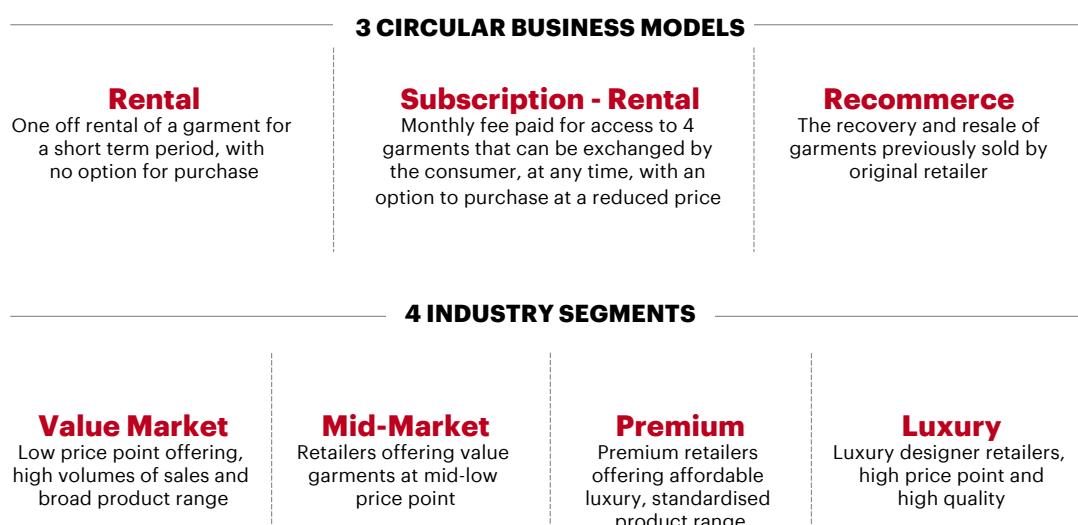 3 CIRCULAR BUSINESS MODELS
Rental
One off rental of a garment for
a short term period, with
no option for purchase
Subscription - Rental
Monthly fee paid for access to 4
garments that can be exchanged by
the consumer, at any time, with an
option to purchase at a reduced price
Recommerce
The recovery and resale of
garments previously sold by
original retailer
4 INDUSTRY SEGMENTS
Value Market
Low price point offering,
high volumes of sales and
broad product range
Mid-Market
Retailers offering value
garments at mid-low
price point
Premium
Premium retailers
offering affordable
luxury, standardised
product range
Luxury
Luxury designer retailers,
high price point and
high quality